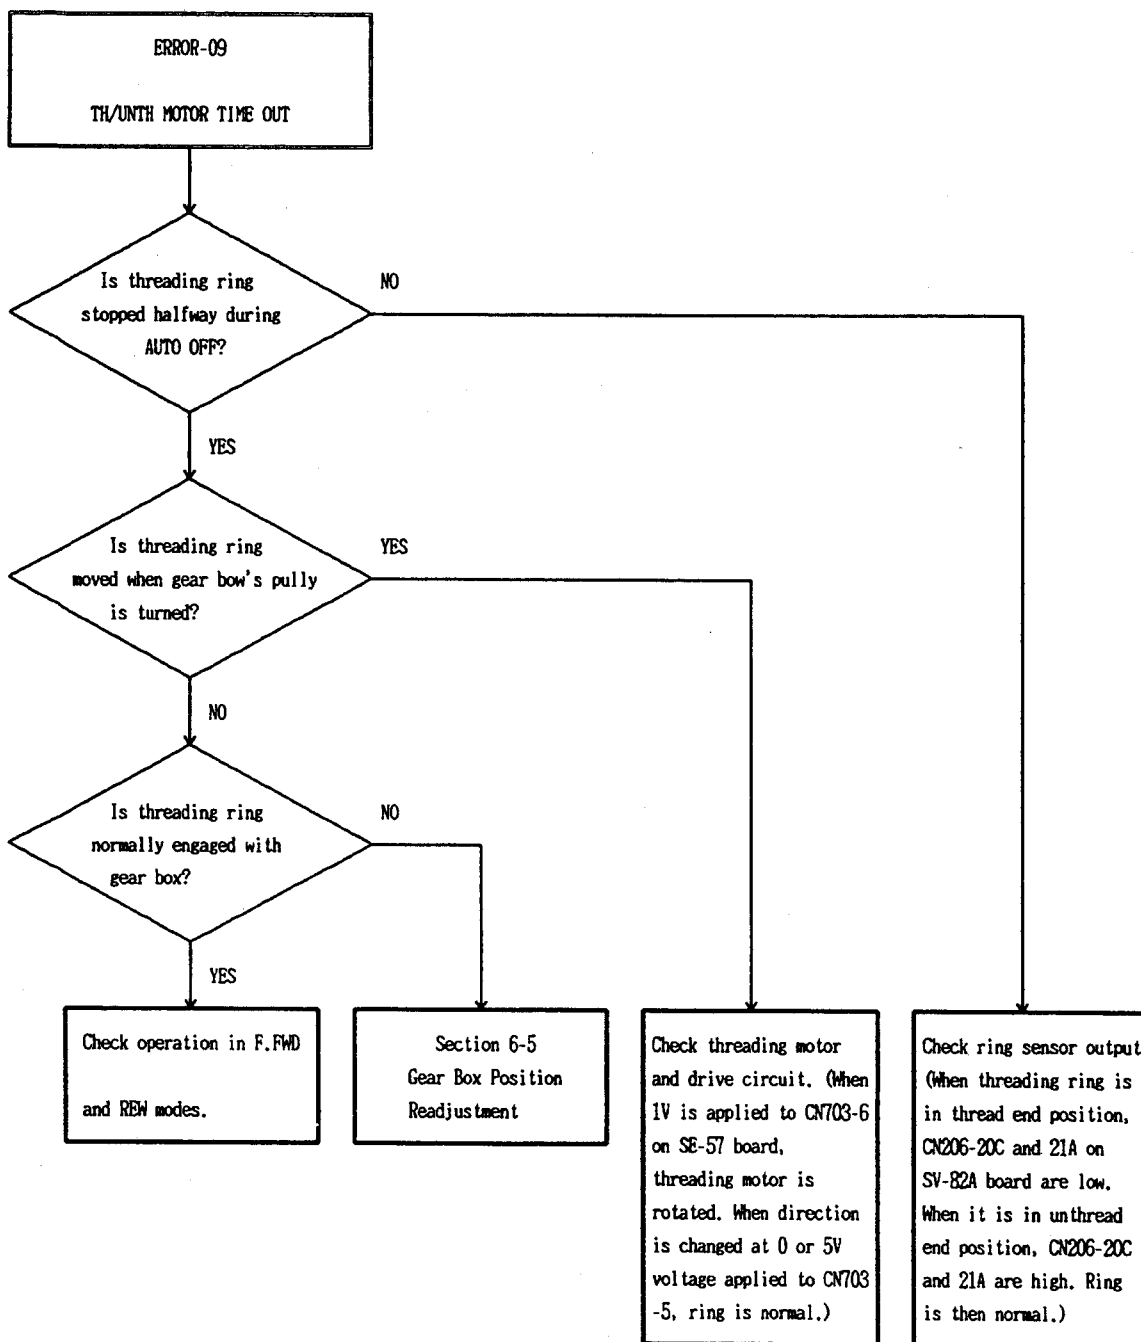 ERROR-09
TH/UNTH MOTOR TIME OUT
Is threading ring
stopped halfway during
AUTO OFF?
NO
YES
Is threading ring
moved when gear bow's pully
is turned?
YES
NO
Is threading ring
normally engaged with
gear box?
NO
YES
Check operation in F.FWD
and REW modes.
Section 6-5
Gear Box Position
Readjustment
Check threading motor
and drive circuit. (When
1V is applied to CN703-6
on SE-57 board,
threading motor is
rotated. When direction
is changed at 0 or 5V
voltage applied to CN703
-5, ring is normal.)
Check ring sensor output
(When threading ring is
in thread end position,
CN206-20C and 21A on
SV-82A board are low.
When it is in unthread
end position, CN206-20C
and 21A are high. Ring
is then normal.)